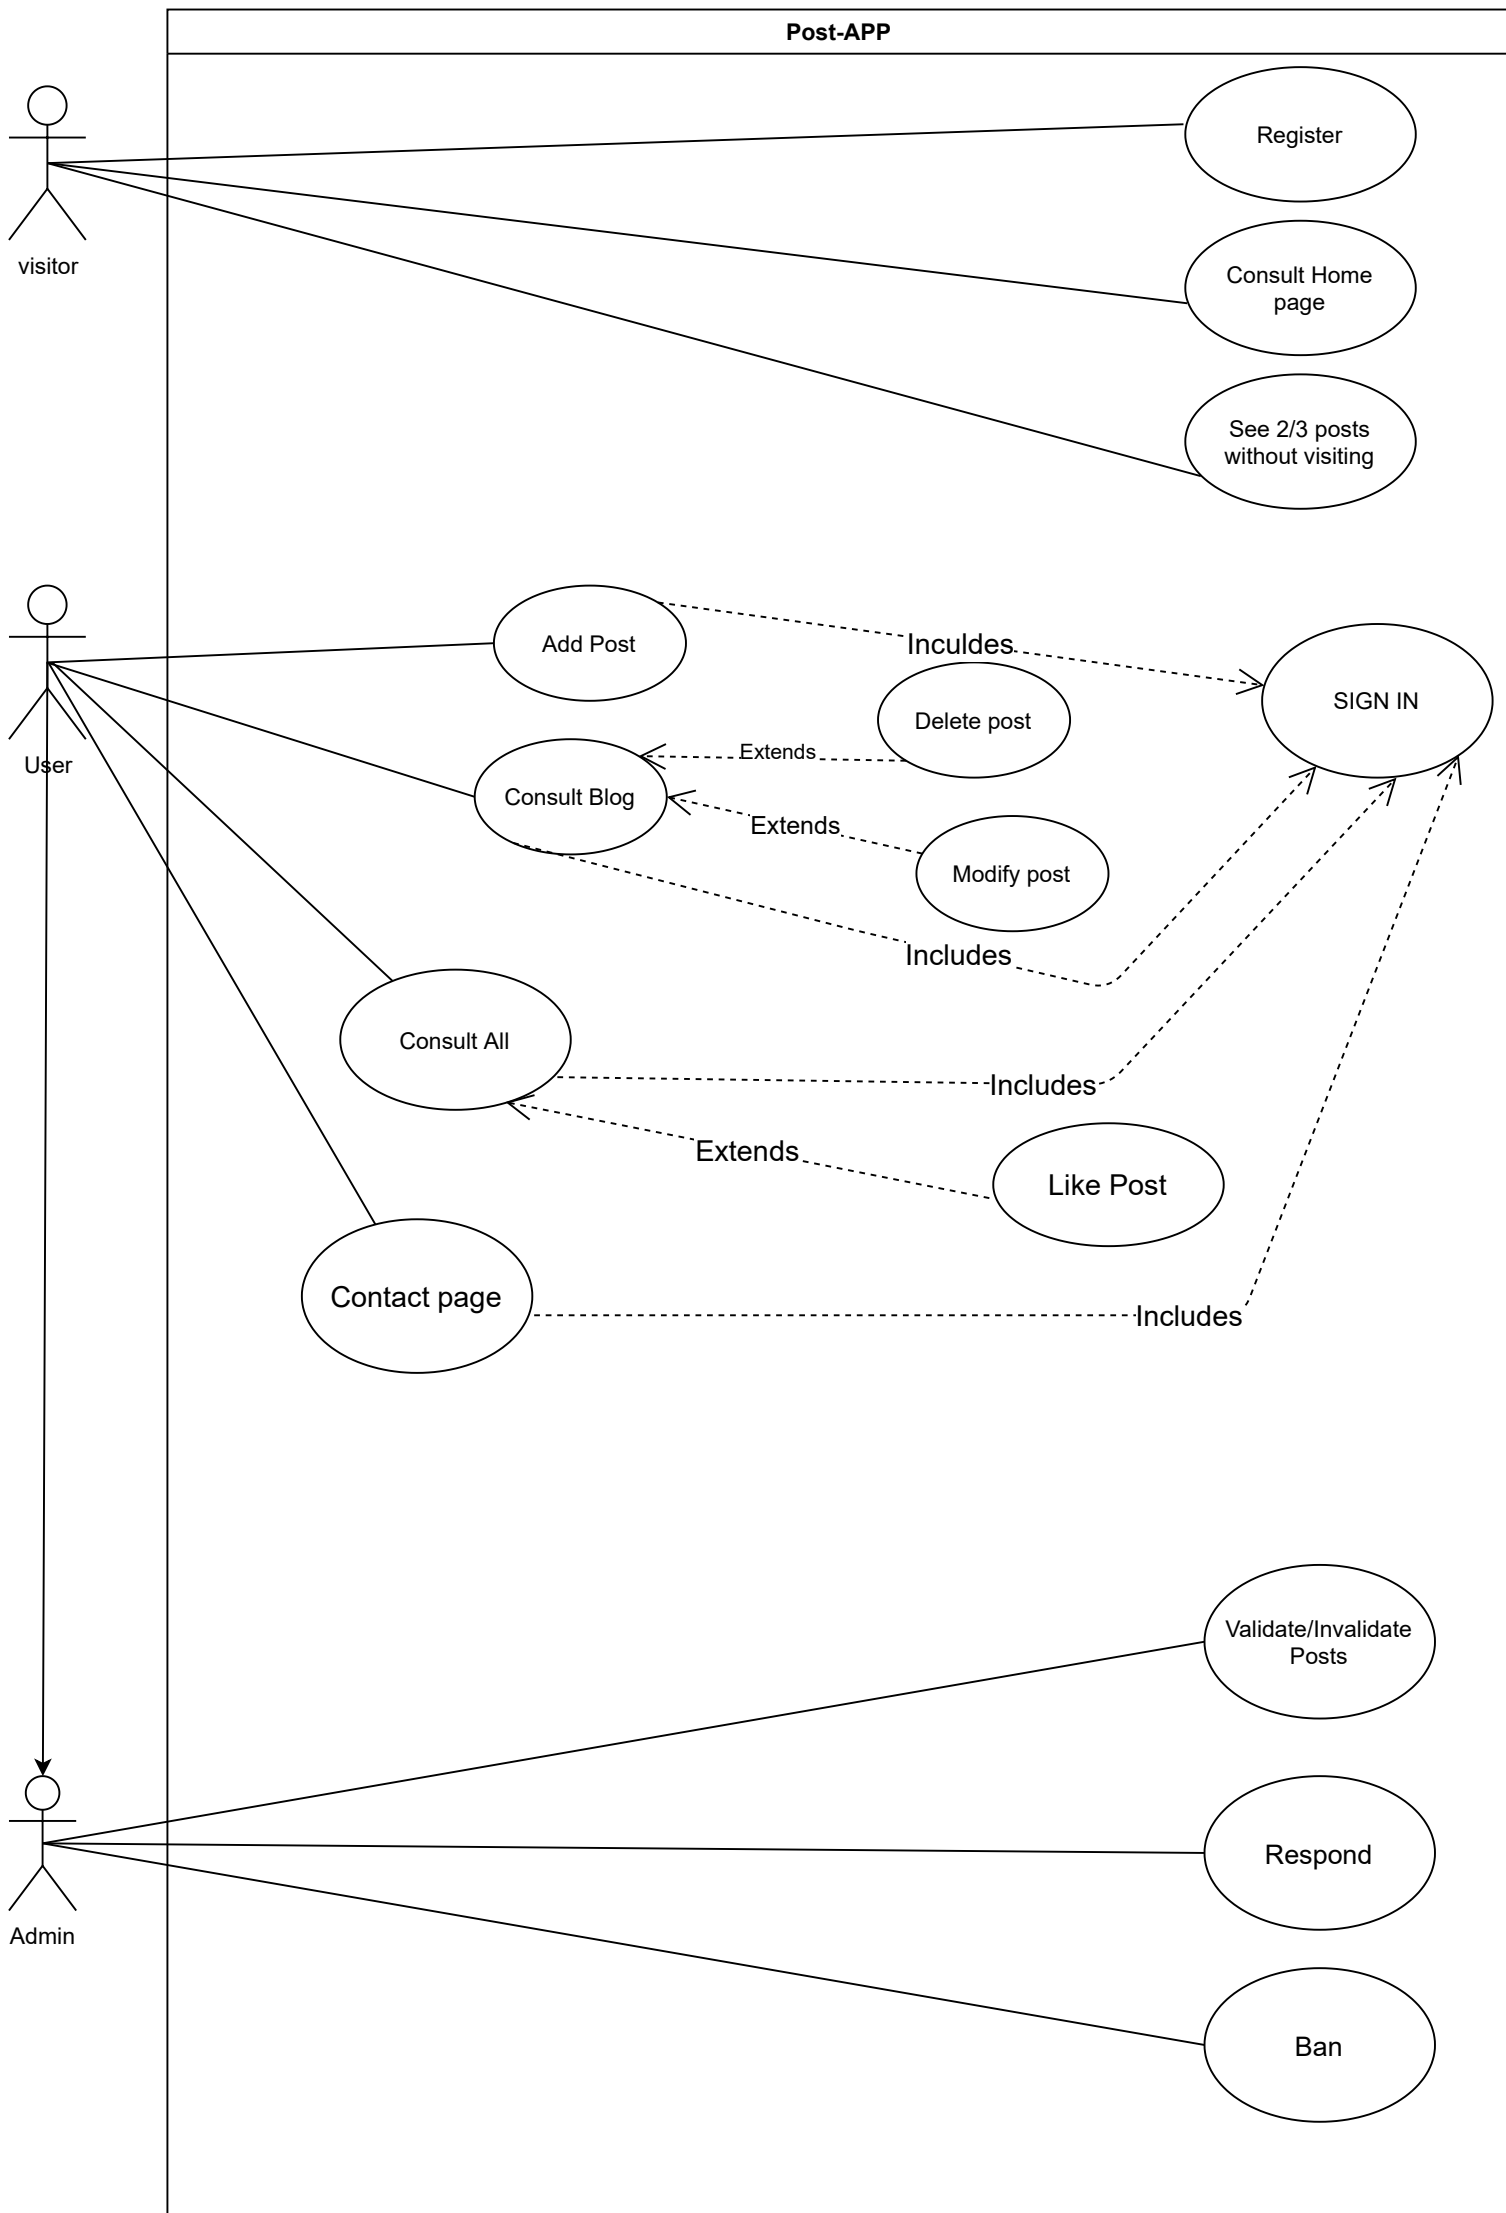 Post-APP
Register
visitor
Consult Home
page
See 2/3 posts
without visiting
Add Post
Inculdes
SIGN IN
Delete post
User
Extends
Consult Blog
Extends
Modify post
Includes
Consult All
Includes
Extends
Like Post
Contact page
Includes
Validate/Invalidate
Posts
Respond
Admin
Ban